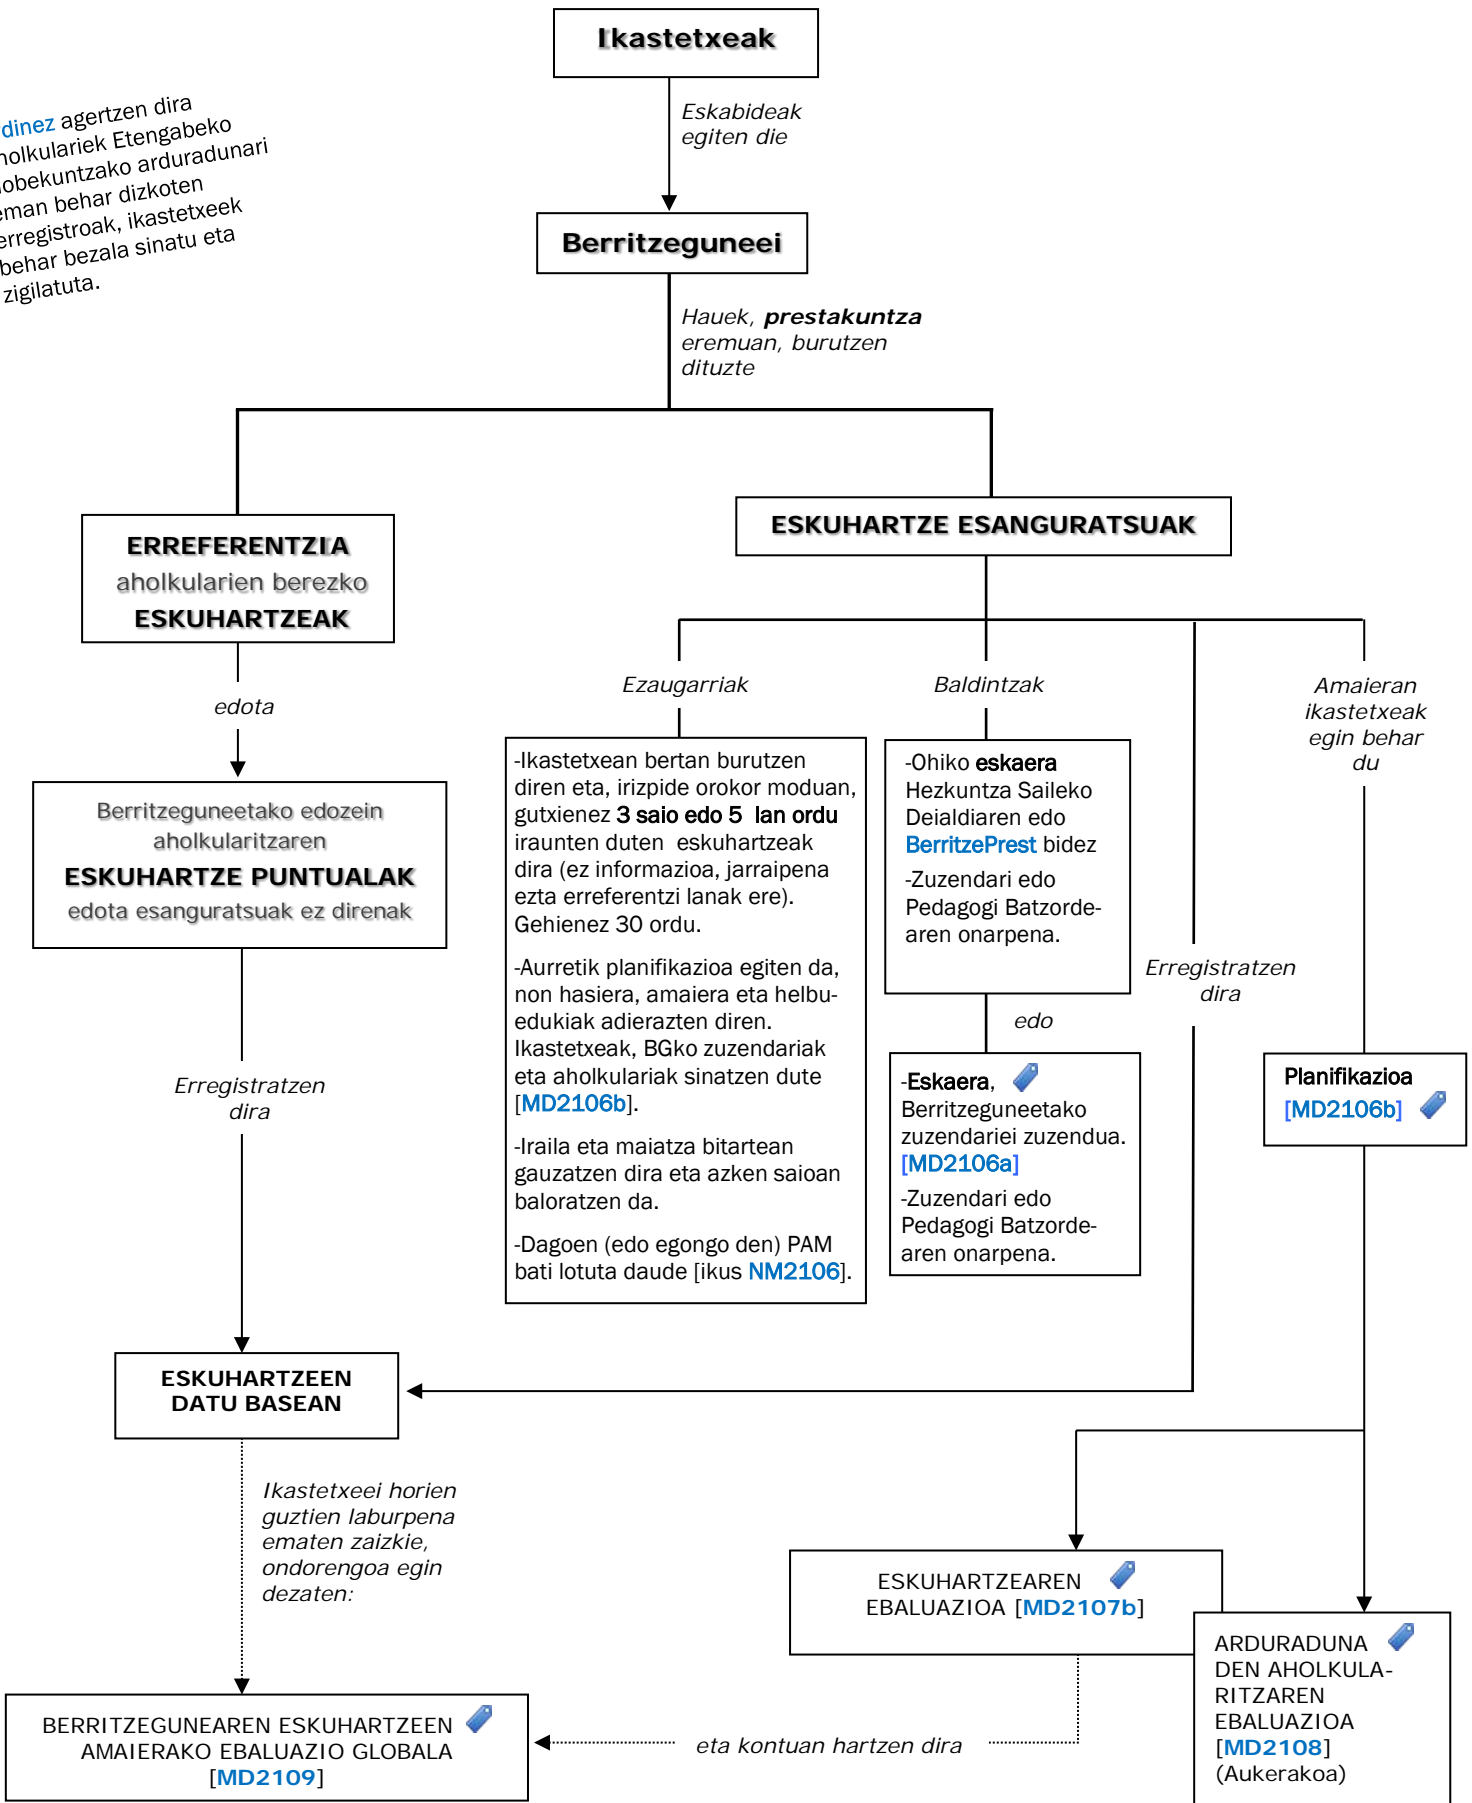 Ikastetxeak
Eskabideak
egiten die
agertzen dira
Etengabeko
arduradunari
eman behar dizkoten
erregistroak, ikastetxeek
behar bezala sinatu eta
zigilatuta.
Berritzeguneei
Hauek, prestakuntza
eremuan, burutzen
dituzte
ERREFERENTZIA
aholkularien berezko
ESKUHARTZEAK
ESKUHARTZE ESANGURATSUAK
edota
Berritzeguneetako edozein
aholkularitzaren
ESKUHARTZE PUNTUALAK
edota esanguratsuak ez direnak
Erregistratzen
dira
Ezaugarriak
-Ikastetxean bertan burutzen
diren eta, irizpide orokor moduan,
gutxienez 3 saio edo 5 lan ordu
iraunten duten eskuhartzeak
dira (ez informazioa, jarraipena
ezta erreferentzi lanak ere).
Gehienez 30 ordu.
-Aurretik planifikazioa egiten da,
non hasiera, amaiera eta helbu-
edukiak adierazten diren.
Ikastetxeak, BGko zuzendariak
eta aholkulariak sinatzen dute
[MD2106b].
-Iraila eta maiatza bitartean
gauzatzen dira eta azken saioan
baloratzen da.
-Dagoen (edo egongo den) PAM
bati lotuta daude [ikus NM2106].
Baldintzak
-Ohiko eskaera
Hezkuntza Saileko
Deialdiaren edo
BerritzePrest bidez
-Zuzendari edo
Pedagogi Batzorde-
aren onarpena.
edo
-Eskaera,
Berritzeguneetako
zuzendariei zuzendua.
[MD2106a]
-Zuzendari edo
Pedagogi Batzorde-
aren onarpena.
Erregistratzen
dira
Amaieran
ikastetxeak
egin behar
du
Planifikazioa
[MD2106b]
ESKUHARTZEEN
DATU BASEAN
Ikastetxeei horien
guztien laburpena
ematen zaizkie,
ondorengoa egin
dezaten:
ESKUHARTZEAREN
EBALUAZIOA [MD2107b]
ARDURADUNA
DEN AHOLKULA-
RITZAREN
EBALUAZIOA
[MD2108]
(Aukerakoa)
eta kontuan hartzen dira
BERRITZEGUNEAREN ESKUHARTZEEN
AMAIERAKO EBALUAZIO GLOBALA
[MD2109]